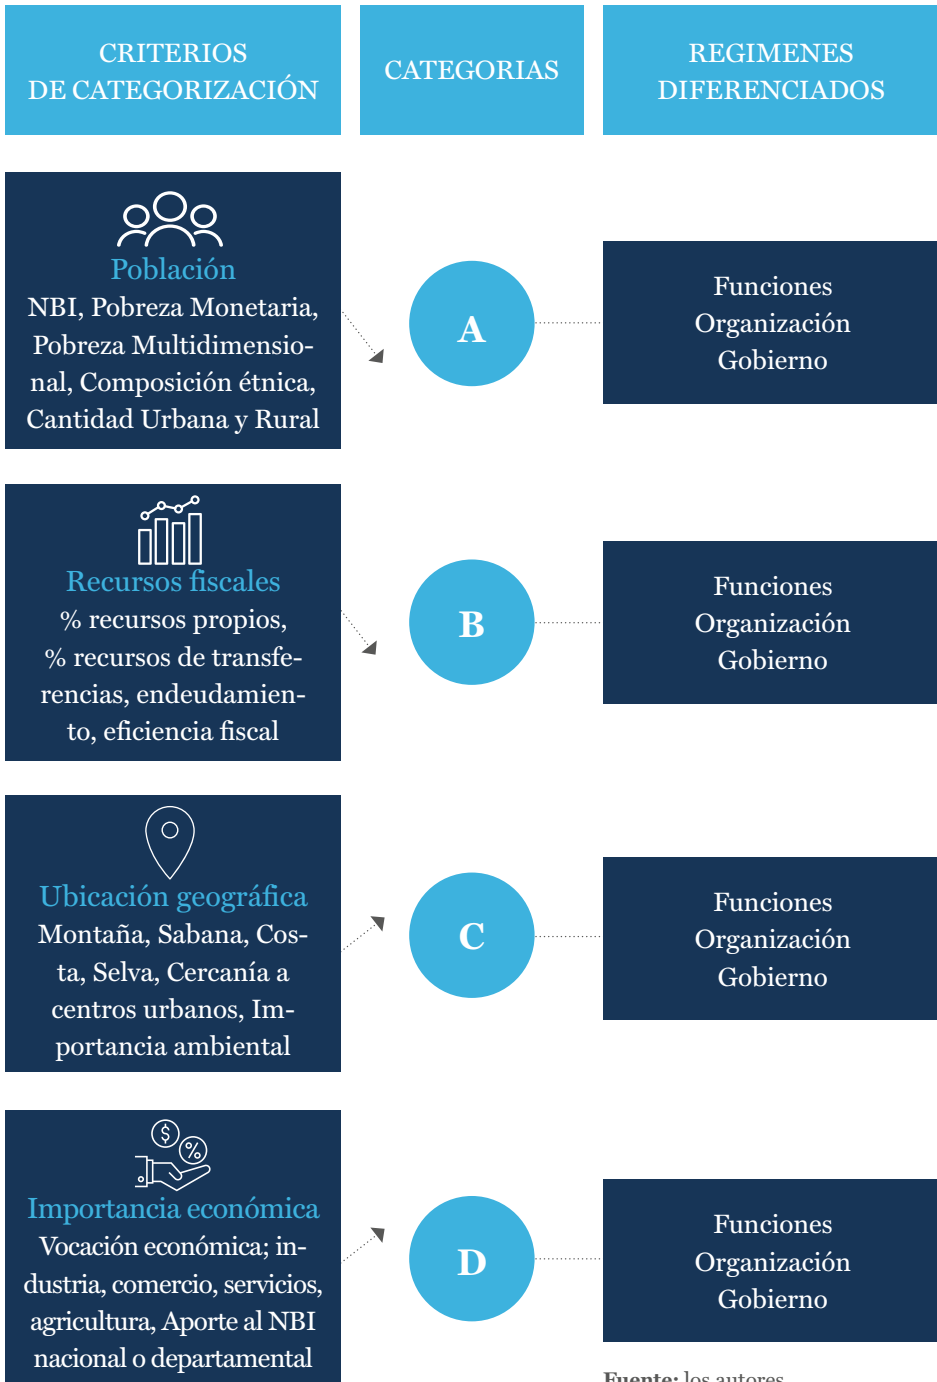 CRITERIOS
DE CATEGORIZACIÓN
CATEGORIAS
REGIMENES
DIFERENCIADOS
Población
NBI, Pobreza Monetaria,
Pobreza Multidimensio-
nal, Composición étnica,
Cantidad Urbana y Rural
A
Funciones
Organización
Gobierno
Recursos fiscales
% recursos propios,
% recursos de transfe-
rencias, endeudamien-
to, eficiencia fiscal
B
Funciones
Organización
Gobierno
Ubicación geográfica
Montaña, Sabana, Cos-
ta, Selva, Cercanía a
centros urbanos, Im-
portancia ambiental
C
Funciones
Organización
Gobierno
$ %
Importancia económica
Vocación económica; in-
dustria, comercio, servicios,
agricultura, Aporte al NBI
nacional o departamental
D
Funciones
Organización
Gobierno
Fuente: los autores